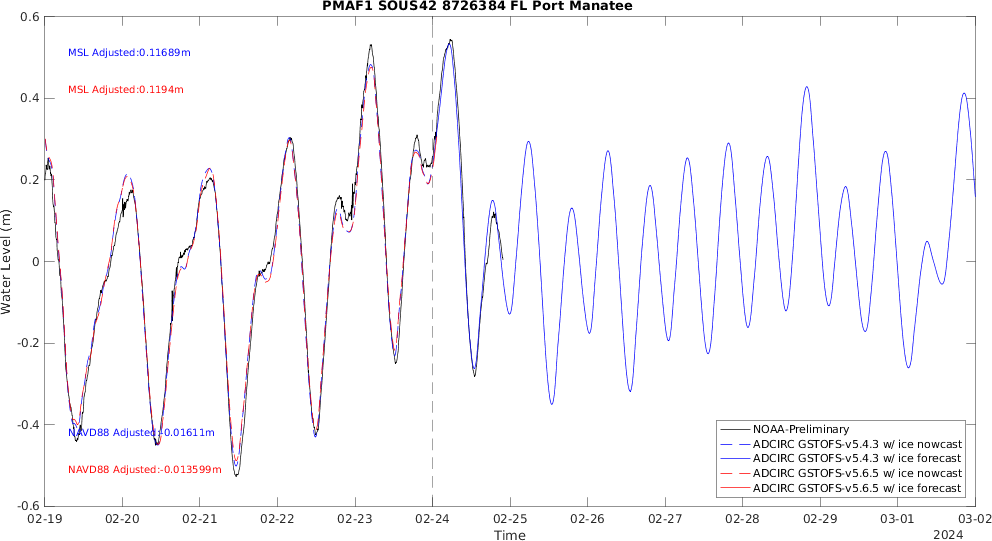 PMAF1 SOUS42 8726384 FL Port Manatee
0.6
MSL Adjusted:0.11689m
MSL Adjusted:0.1194m
0.4
0.2
0
-0.2
-0.4
-0.6
Water Level (m)
NAVD88 Adjusted:-0.01611m
NAVD88 Adjusted:-0.013599m
NOAA-Preliminary
ADCIRC GSTOFS-v5.4.3 w/ ice nowcast
ADCIRC GSTOFS-v5.4.3 w/ ice forecast
ADCIRC GSTOFS-v5.6.5 w/ ice nowcast
ADCIRC GSTOFS-v5.6.5 w/ ice forecast
02-19 02-20 02-21 02-22 02-23 02-24 02-25 02-26 02-27 02-28 02-29 03-01 03-02
Time
2024